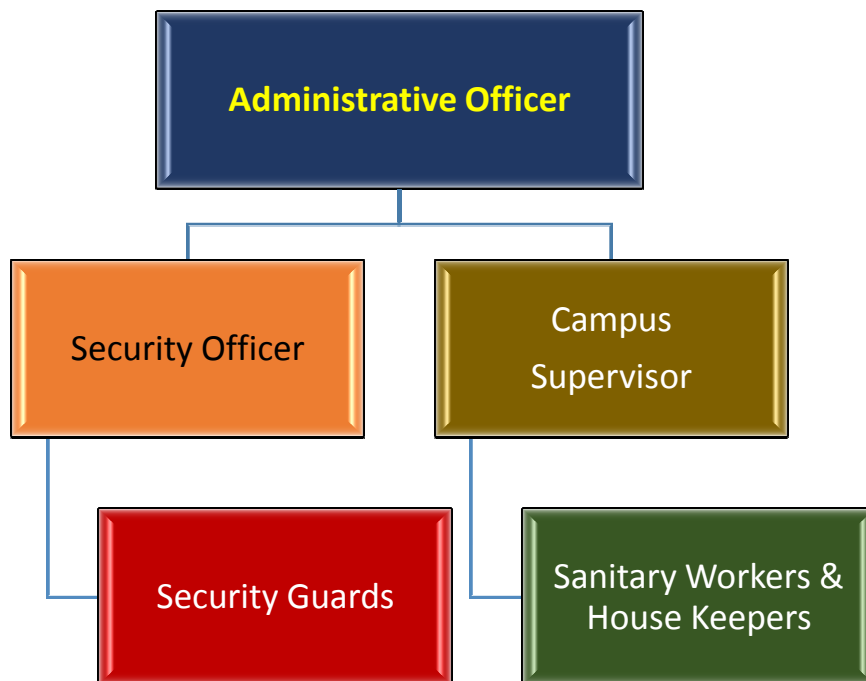 Administrative Officer
Security Officer
Campus
Supervisor
Security Guards
Sanitary Workers &
House Keepers